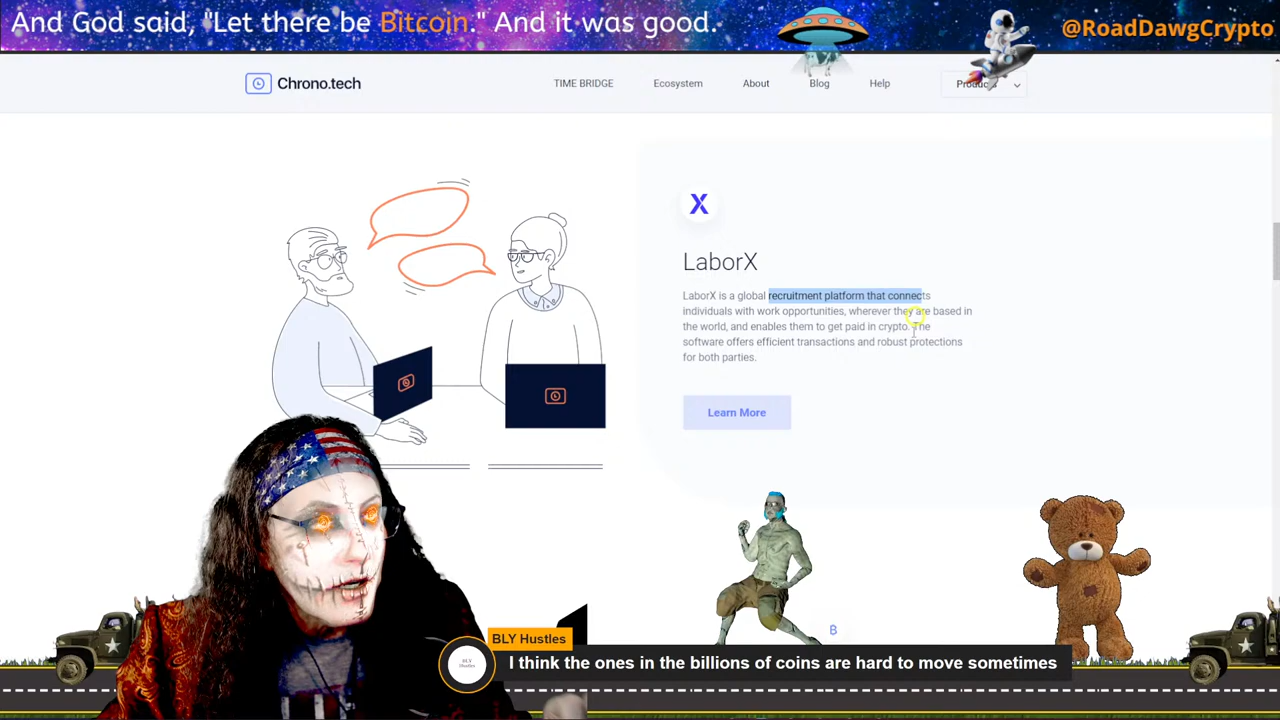 And God said, "Let there be Bitcoin." And it was good.
@RoadDawgCrypto
Chrono.tech
TIME BRIDGE
Ecosystem
About
Blog
Help
Products
X
LaborX
LaborX is a global recruitment platform that connects
individuals with work opportunities, wherever they are based in
the world, and enables them to get paid in crypto. The
software offers efficient transactions and robust protections
for both parties.
Learn More
BLY Hustles
BLY
Hustles
I think the ones in the billions of coins are hard to move sometimes